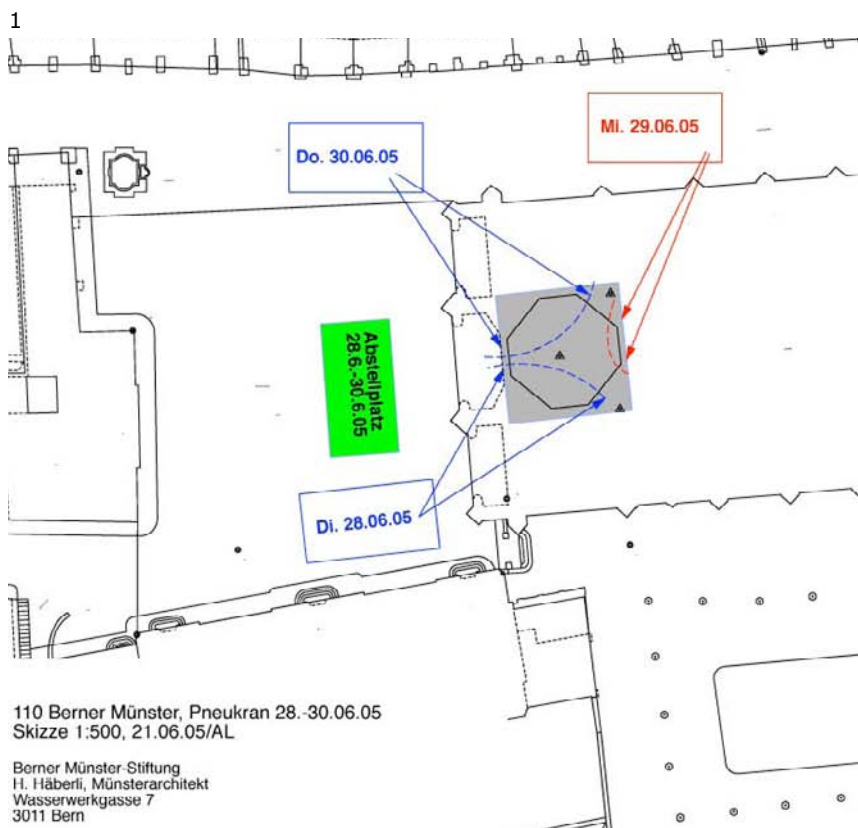 1
Mi. 29.06.05
Do. 30.06.05
Abstellplatz
28.6.-30.6.05
Di. 28.06.05
110 Berner Münster, Pneukran 28.-30.06.05
Skizze 1:500, 21.06.05/AL
Berner Münster-Stiftung
H. Häberli, Münsterarchitekt
Wasserwerkgasse 7
3011 Bern